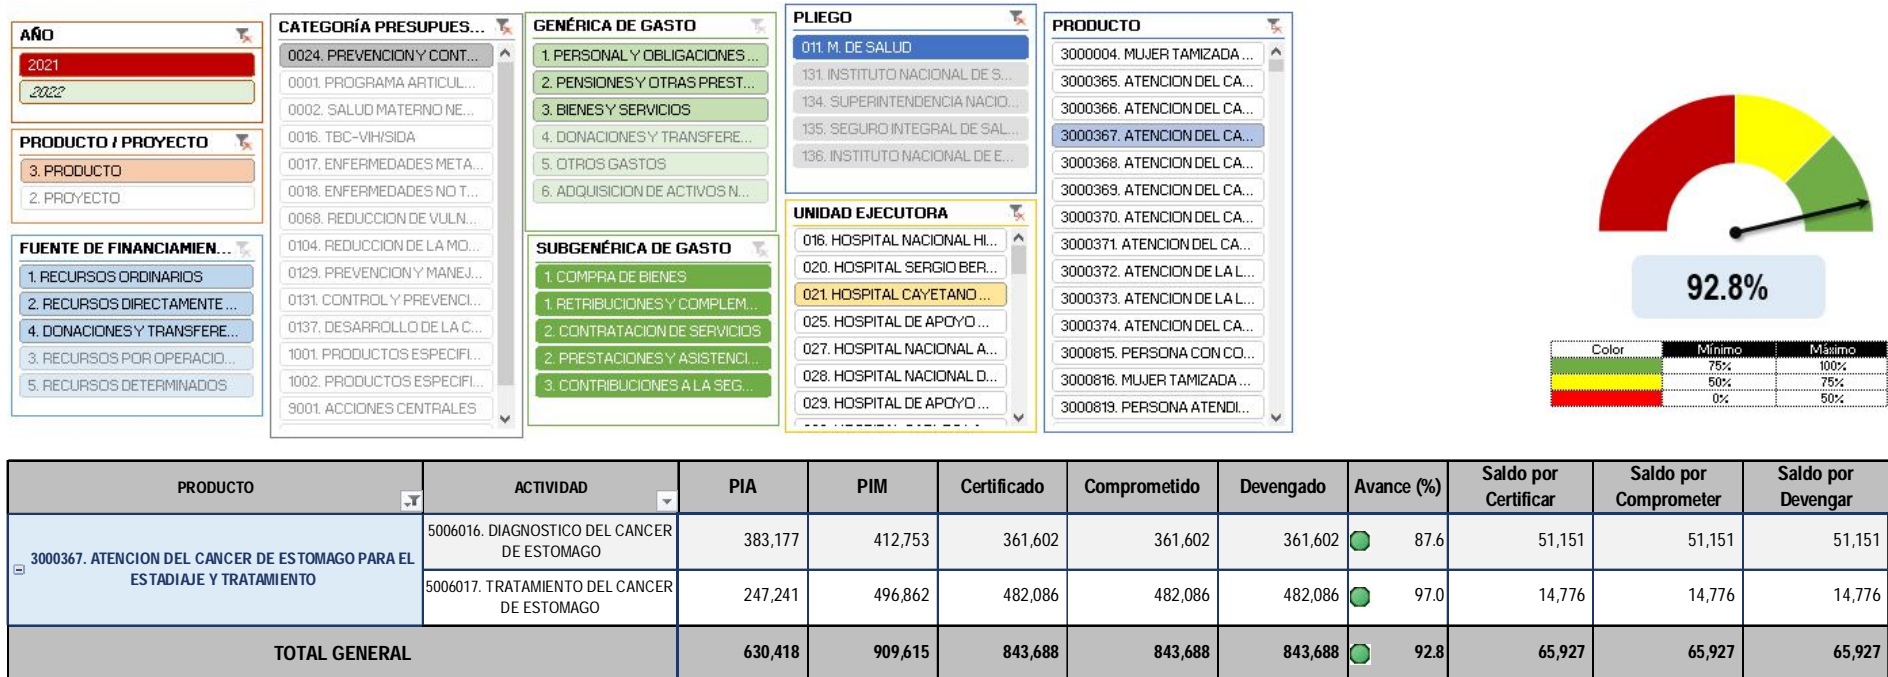 AÑO
2021
2022
PRODUCTO / PROYECTO
3. PRODUCTO
2. PROYECTO
FUENTE DE FINANCIAMIEN...
1. RECURSOS ORDINARIOS
2. RECURSOS DIRECTAMENTE ...
4. DONACIONES Y TRANSFERE...
3. RECURSOS POR OPERACIO...
5. RECURSOS DETERMINADOS
CATEGORÍA PRESUPUES...
0024. PREVENCION Y CONT...
0001. PROGRAMA ARTICUL...
0002. SALUD MATERNO NE...
0016. TBC-VIH/SIDA
0017. ENFERMEDADES META...
0018. ENFERMEDADES NO T...
0068. REDUCCION DE VULN...
0104. REDUCCION DE LA MO...
0129. PREVENCION Y MANEJ...
0131. CONTROL Y PREVENCI...
0137. DESARROLLO DE LA C...
1001. PRODUCTOS ESPECIFI...
1002. PRODUCTOS ESPECIFI...
9001. ACCIONES CENTRALES
GENÉRICA DE GASTO
1. PERSONAL Y OBLIGACIONES ...
2. PENSIONES Y OTRAS PREST...
3. BIENES Y SERVICIOS
4. DONACIONES Y TRANSFERE...
5. OTROS GASTOS
6. ADQUISICION DE ACTIVOS N...
SUBGENÉRICA DE GASTO
1. COMPRA DE BIENES
1. RETRIBUCIONES Y COMPLEM...
2. CONTRATACION DE SERVICIOS
2. PRESTACIONES Y ASISTENCI...
3. CONTRIBUCIONES A LA SEG...
PLIEGO
011. M. DE SALUD
131. INSTITUTO NACIONAL DE S...
134. SUPERINTENDENCIA NACIO...
135. SEGURO INTEGRAL DE SAL...
136. INSTITUTO NACIONAL DE E...
UNIDAD EJECUTORA
016. HOSPITAL NACIONAL HI...
020. HOSPITAL SERGIO BER...
021. HOSPITAL CAYETANO ...
025. HOSPITAL DE APOYO ...
027. HOSPITAL NACIONAL A...
028. HOSPITAL NACIONAL D...
029. HOSPITAL DE APOYO ...
PRODUCTO
3000004. MUJER TAMIZADA ...
3000365. ATENCION DEL CA...
3000366. ATENCION DEL CA...
3000367. ATENCION DEL CA...
3000368. ATENCION DEL CA...
3000369. ATENCION DEL CA...
3000370. ATENCION DEL CA...
3000371. ATENCION DEL CA...
3000372. ATENCION DE LA L...
3000373. ATENCION DE LA L...
3000374. ATENCION DEL CA...
3000815. PERSONA CON CO...
3000816. MUJER TAMIZADA ...
3000819. PERSONA ATENDI...
92.8%
Color Mínimo Máximo
75% 100%
50% 75%
0% 50%
PRODUCTO ACTIVIDAD PIA PIM Certificado Comprometido Devengado Avance (%) Saldo por Certificar Saldo por Comprometer Saldo por Devengar
3000367. ATENCION DEL CANCER DE ESTOMAGO PARA EL
ESTADIAJE Y TRATAMIENTO
5006016. DIAGNOSTICO DEL CANCER
DE ESTOMAGO
383,177 412,753 361,602 361,602 361,602 87.6 51,151 51,151 51,151
5006017. TRATAMIENTO DEL CANCER
DE ESTOMAGO
247,241 496,862 482,086 482,086 482,086 97.0 14,776 14,776 14,776
TOTAL GENERAL 630,418 909,615 843,688 843,688 843,688 92.8 65,927 65,927 65,927